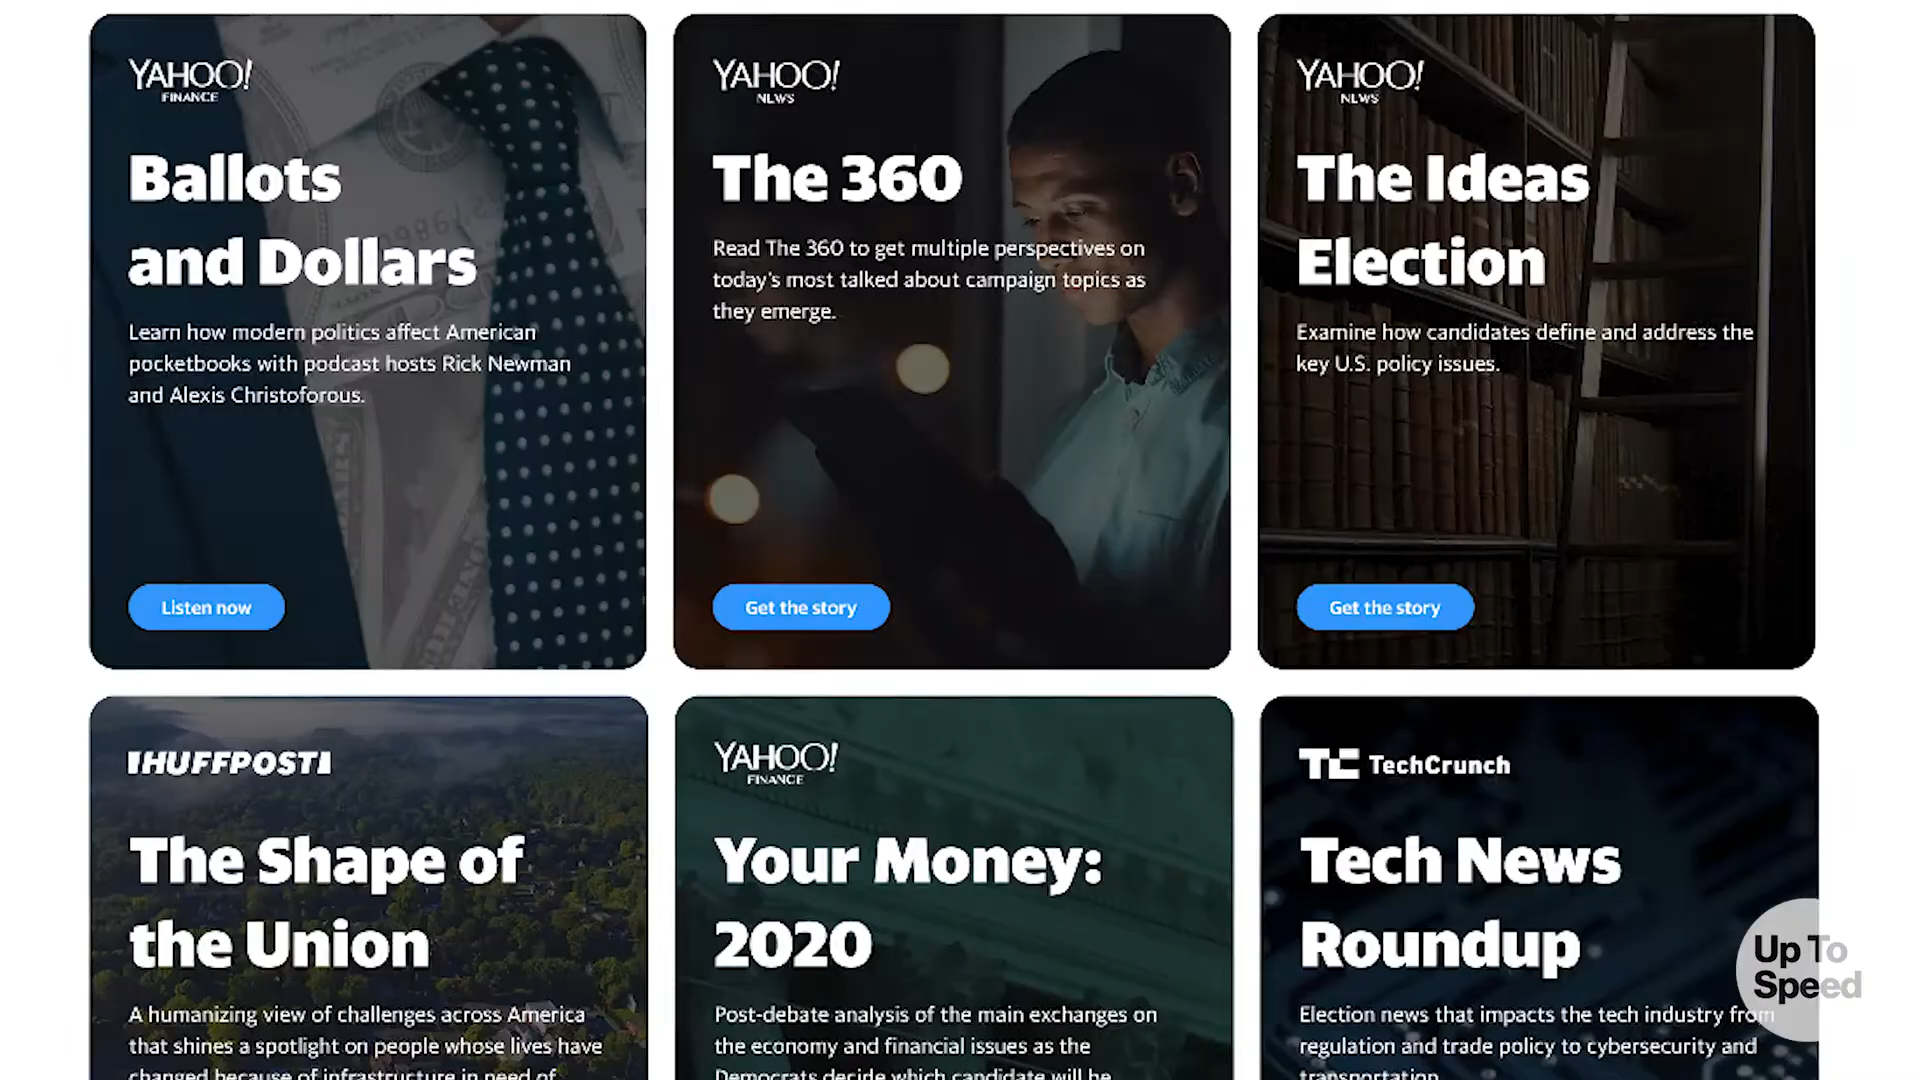 YAHOO!
FINANCE
Ballots
and Dollars
Learn how modern politics affect American
pocketbooks with podcast hosts Rick Newman
and Alexis Christoforous.
Listen now
YAHOO!
NEWS
The 360
Read The 360 to get multiple perspectives on
today's most talked about campaign topics as
they emerge.
Get the story
YAHOO!
NEWS
The Ideas
Election
Examine how candidates define and address the
key U.S. policy issues.
Get the story
HUFFPOST
The Shape of
the Union
A humanizing view of challenges across America
that shines a spotlight on people whose lives have
changed because of infrastructure in need of
YAHOO!
FINANCE
Your Money:
2020
Post-debate analysis of the main exchanges on
the economy and financial issues as the
Democrats decide which candidate will be
TC TechCrunch
Tech News
Roundup
Election news that impacts the tech industry from
regulation and trade policy to cybersecurity and
transportation
Up To
Speed